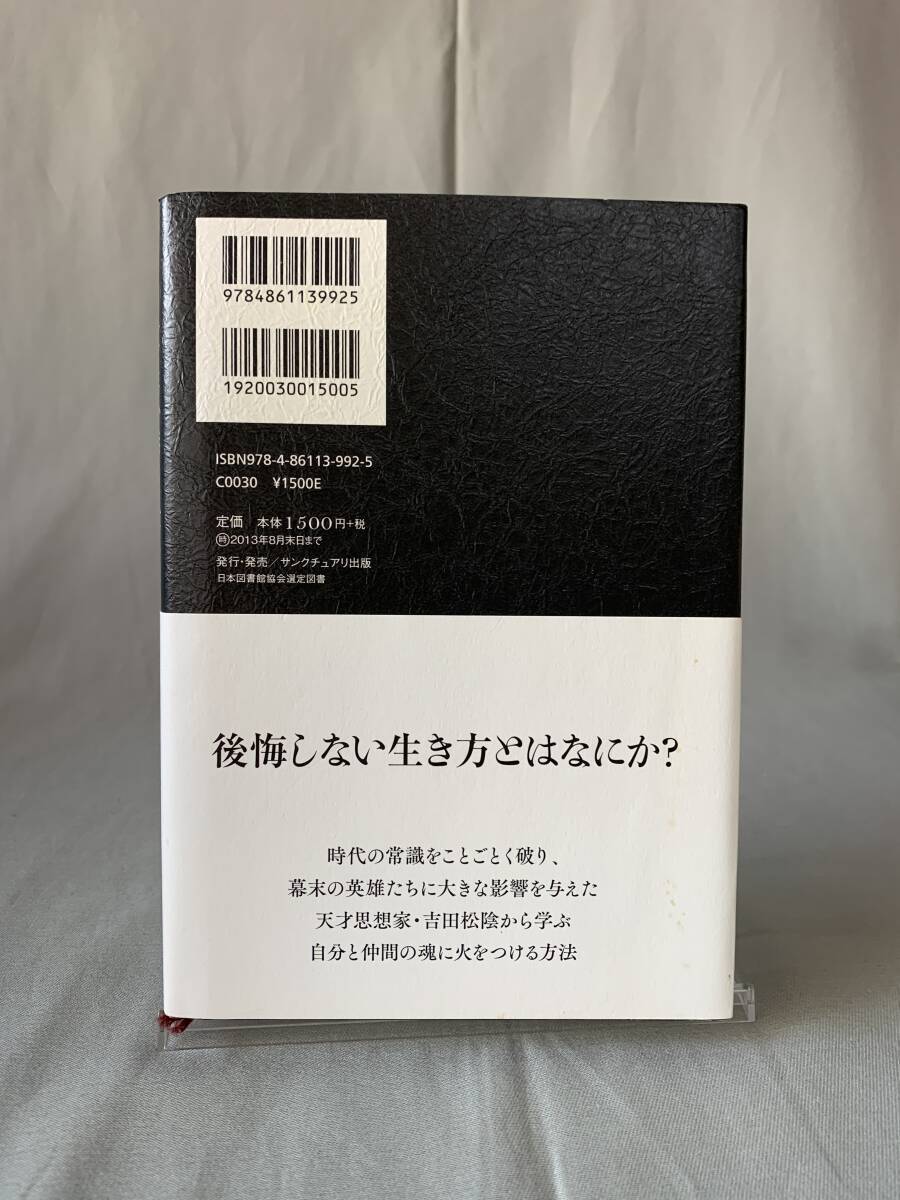 9784861139925
1920030015005
ISBN978-4-86113-992-5
C0030 ¥1500E
定価 本体1500円+税
時2013年8月末日まで
発行・発売/サンクチュアリ出版
日本図書館協会選定図書
後悔しない生き方とはなにか?
時代の常識をことごとく破り、
幕末の英雄たちに大きな影響を与えた
天才思想家・吉田松陰から学ぶ
自分と仲間の魂に火をつける方法